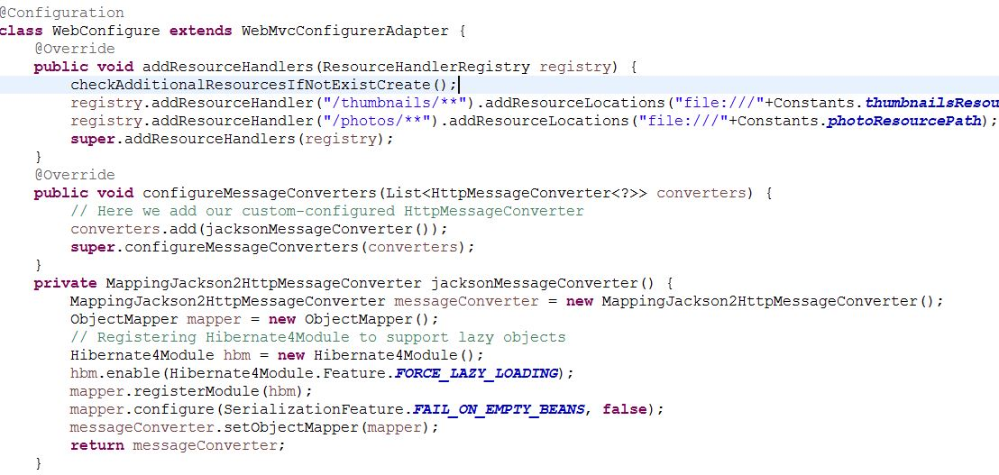 @Configuration
class WebConfigure extends WebMvcConfigurerAdapter {
    @Override
    public void addResourceHandlers(ResourceHandlerRegistry registry) {
        checkAdditionalResourcesIfNotExistCreate();
        registry.addResourceHandler("/thumbnails/**").addResourceLocations("file:///"+Constants.thumbnailsResou
        registry.addResourceHandler("/photos/**").addResourceLocations("file:///"+Constants.photoResourcePath);
        super.addResourceHandlers(registry);
    }
    @Override
    public void configureMessageConverters(List<HttpMessageConverter<?>> converters) {
        // Here we add our custom-configured HttpMessageConverter
        converters.add(jacksonMessageConverter());
        super.configureMessageConverters(converters);
    }
    private MappingJackson2HttpMessageConverter jacksonMessageConverter() {
        MappingJackson2HttpMessageConverter messageConverter = new MappingJackson2HttpMessageConverter();
        ObjectMapper mapper = new ObjectMapper();
        // Registering Hibernate4Module to support lazy objects
        Hibernate4Module hbm = new Hibernate4Module();
        hbm.enable(Hibernate4Module.Feature.FORCE_LAZY_LOADING);
        mapper.registerModule(hbm);
        mapper.configure(SerializationFeature.FAIL_ON_EMPTY_BEANS, false);
        messageConverter.setObjectMapper(mapper);
        return messageConverter;
    }